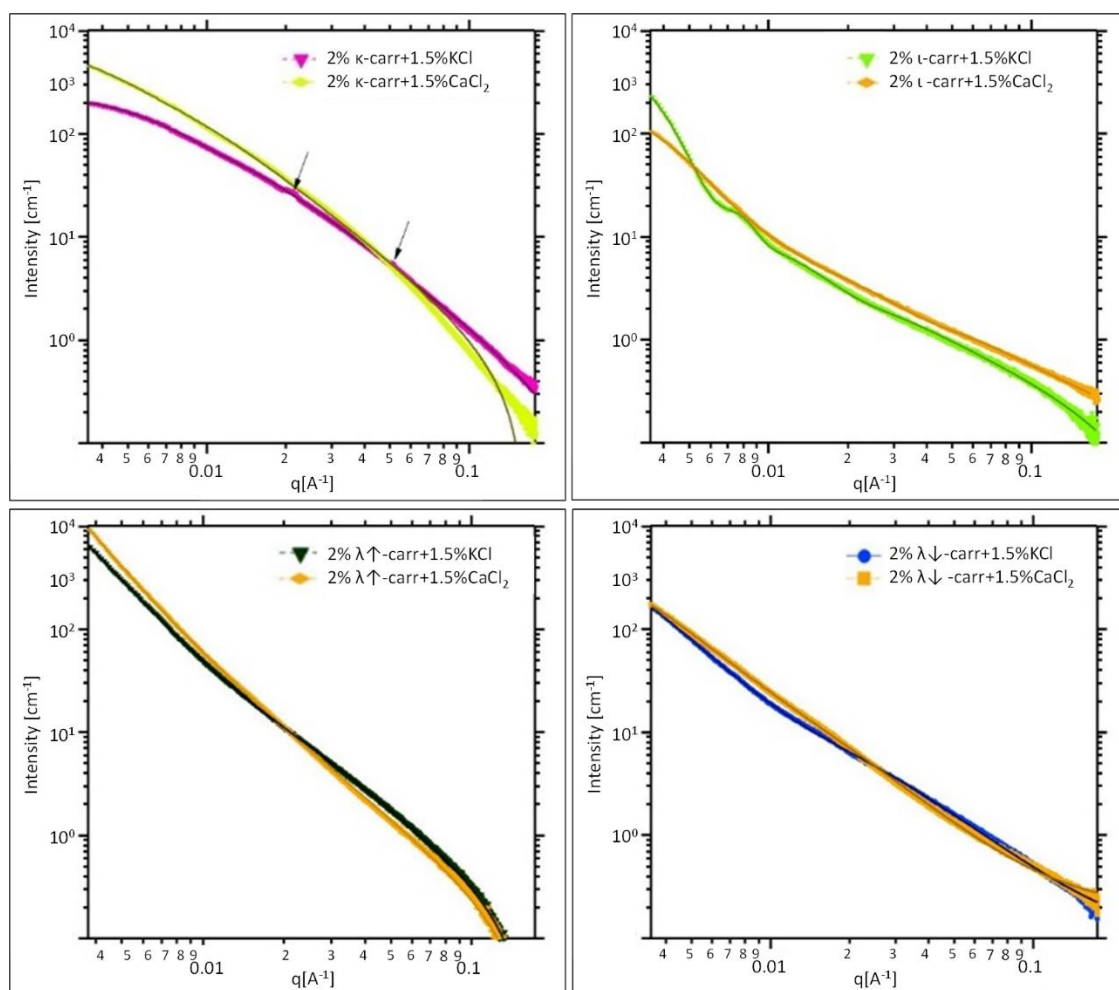 10⁴
10³
10²
10¹
10⁰
Intensity [cm⁻¹]
2% κ-carr+1.5%KCl
2% κ-carr+1.5%CaCl₂
4 5 6 7 8 9 0.01 2 3 4 5 6 7 8 9 0.1
q[A⁻¹]
10⁴
10³
10²
10¹
10⁰
Intensity [cm⁻¹]
2% ι-carr+1.5%KCl
2% ι -carr+1.5%CaCl₂
4 5 6 7 8 9 0.01 2 3 4 5 6 7 8 9 0.1
q[A⁻¹]
10⁴
10³
10²
10¹
10⁰
Intensity [cm⁻¹]
2% λ↑-carr+1.5%KCl
2% λ↑-carr+1.5%CaCl₂
4 5 6 7 8 9 0.01 2 3 4 5 6 7 8 9 0.1
q[A⁻¹]
10⁴
10³
10²
10¹
10⁰
Intensity [cm⁻¹]
2% λ↓-carr+1.5%KCl
2% λ↓ -carr+1.5%CaCl₂
4 5 6 7 8 9 0.01 2 3 4 5 6 7 8 9 0.1
q[A⁻¹]